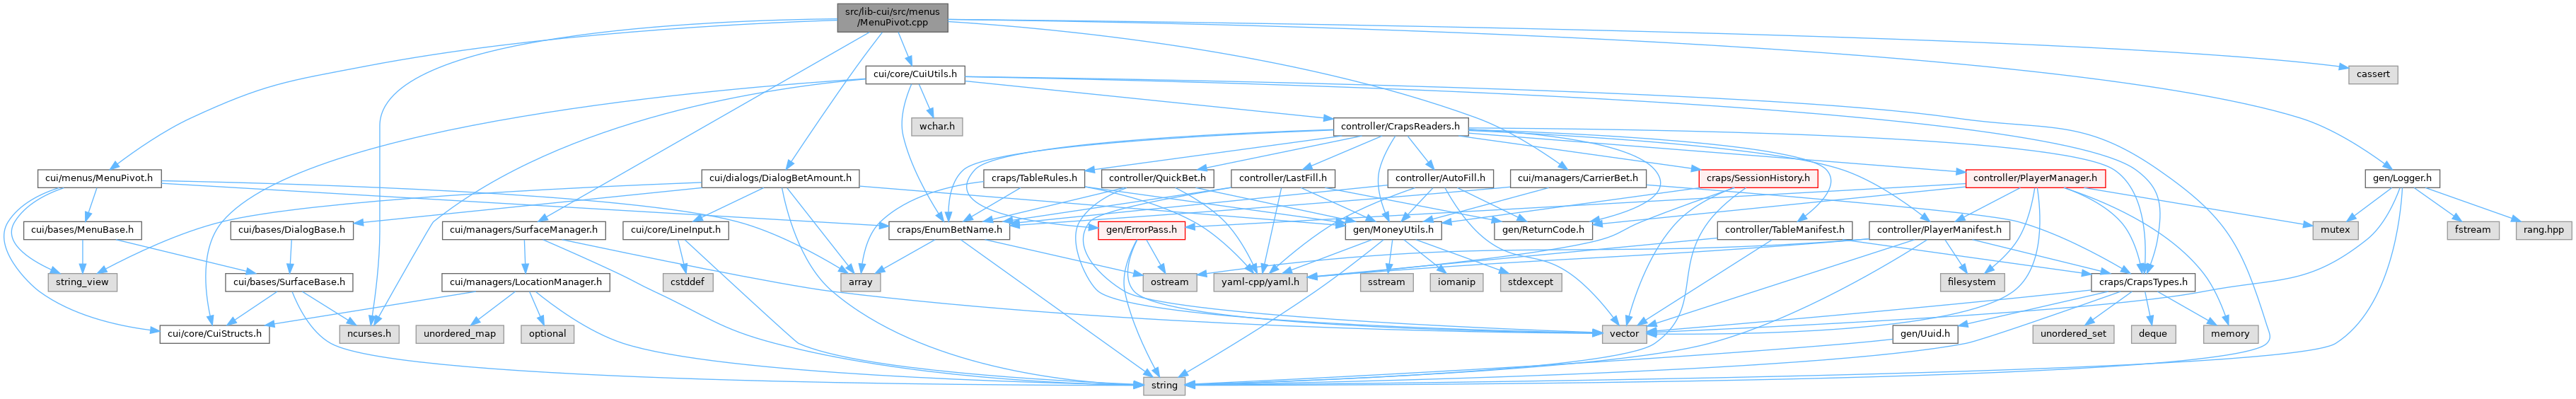 src/lib-cui/src/menus
/MenuPivot.cpp
cui/core/CuiUtils.h
cassert
wchar.h
controller/CrapsReaders.h
cui/menus/MenuPivot.h
cui/dialogs/DialogBetAmount.h
craps/TableRules.h
controller/QuickBet.h
controller/LastFill.h
controller/AutoFill.h
cui/managers/CarrierBet.h
craps/SessionHistory.h
controller/PlayerManager.h
gen/Logger.h
cui/bases/MenuBase.h
cui/bases/DialogBase.h
cui/managers/SurfaceManager.h
cui/core/LineInput.h
craps/EnumBetName.h
gen/ErrorPass.h
gen/MoneyUtils.h
gen/ReturnCode.h
controller/TableManifest.h
controller/PlayerManifest.h
mutex
fstream
rang.hpp
string_view
cui/bases/SurfaceBase.h
cui/managers/LocationManager.h
cstddef
array
ostream
yaml-cpp/yaml.h
sstream
iomanip
stdexcept
filesystem
craps/CrapsTypes.h
cui/core/CuiStructs.h
ncurses.h
unordered_map
optional
vector
gen/Uuid.h
unordered_set
deque
memory
string